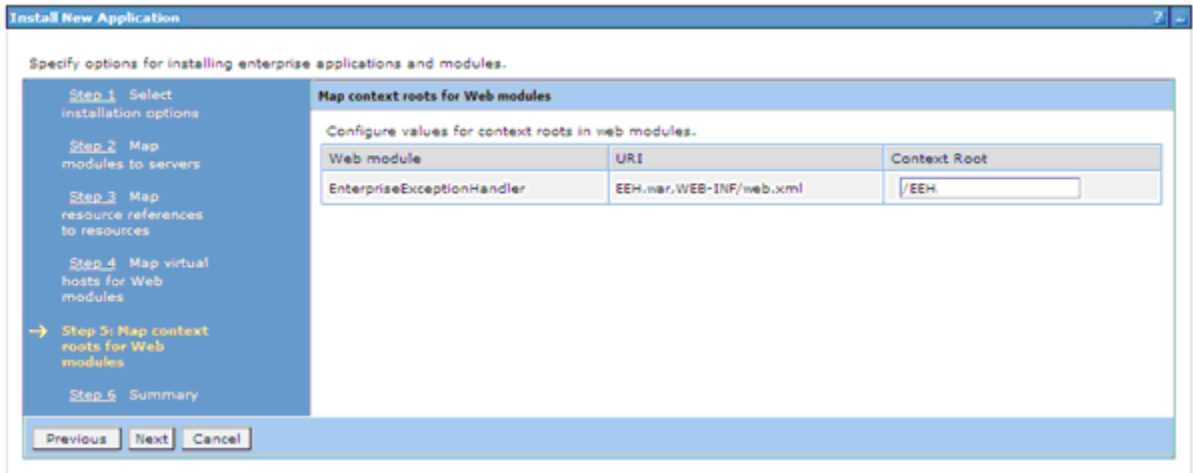 Install New Application ? -
Specify options for installing enterprise applications and modules.
Step 1 Select
installation options
Step 2 Map
modules to servers
Step 3 Map
resource references
to resources
Step 4 Map virtual
hosts for Web
modules
→ Step 5: Map context
roots for Web
modules
Step 6 Summary
Map context roots for Web modules
Configure values for context roots in web modules.
Web module URI Context Root
EnterpriseExceptionHandler EEH.war,WEB-INF/web.xml /EEH
Previous Next Cancel